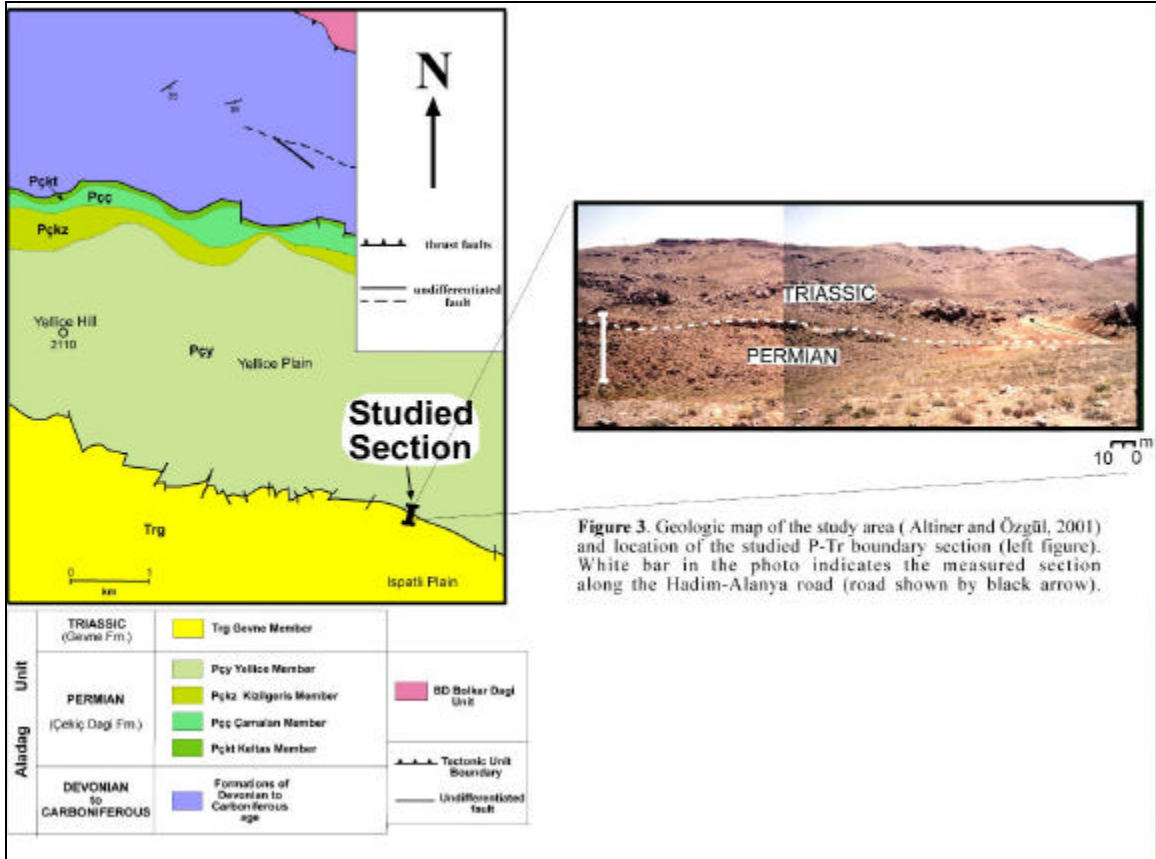 N
thrust faults
undifferentiated
fault
Pçkt
Pçç
Pçkz
Yellice Hill
2110
Pçy
Yellice Plain
Studied
Section
Trg
0 1
km
Ispatli Plain
TRIASSIC
PERMIAN
10 0 m
Figure 3. Geologic map of the study area ( Altiner and Özgül, 2001)
and location of the studied P-Tr boundary section (left figure).
White bar in the photo indicates the measured section
along the Hadim-Alanya road (road shown by black arrow).
Aladag Unit
TRIASSIC
(Gevne Fm.)
Trg Gevne Member
PERMIAN
(Çekiç Dagi Fm.)
Pçy Yellice Member
Pçkz Kizilgeris Member
Pçç Çamalan Member
Pçkt Keltas Member
DEVONIAN
to
CARBONIFEROUS
Formations of
Devonian to
Carboniferous
age
BD Bolkar Dagi
Unit
Tectonic Unit
Boundary
Undifferentiated
fault